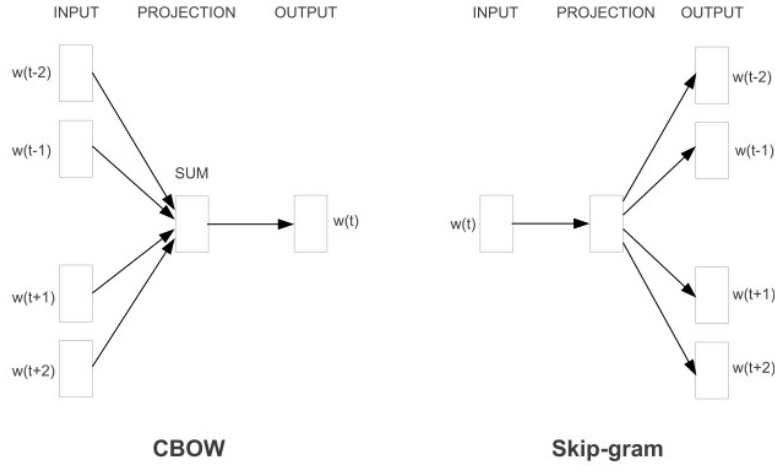 INPUT PROJECTION OUTPUT
w(t-2)
w(t-1)
SUM
w(t)
w(t+1)
w(t+2)
CBOW
INPUT PROJECTION OUTPUT
w(t-2)
w(t-1)
w(t)
w(t+1)
w(t+2)
Skip-gram